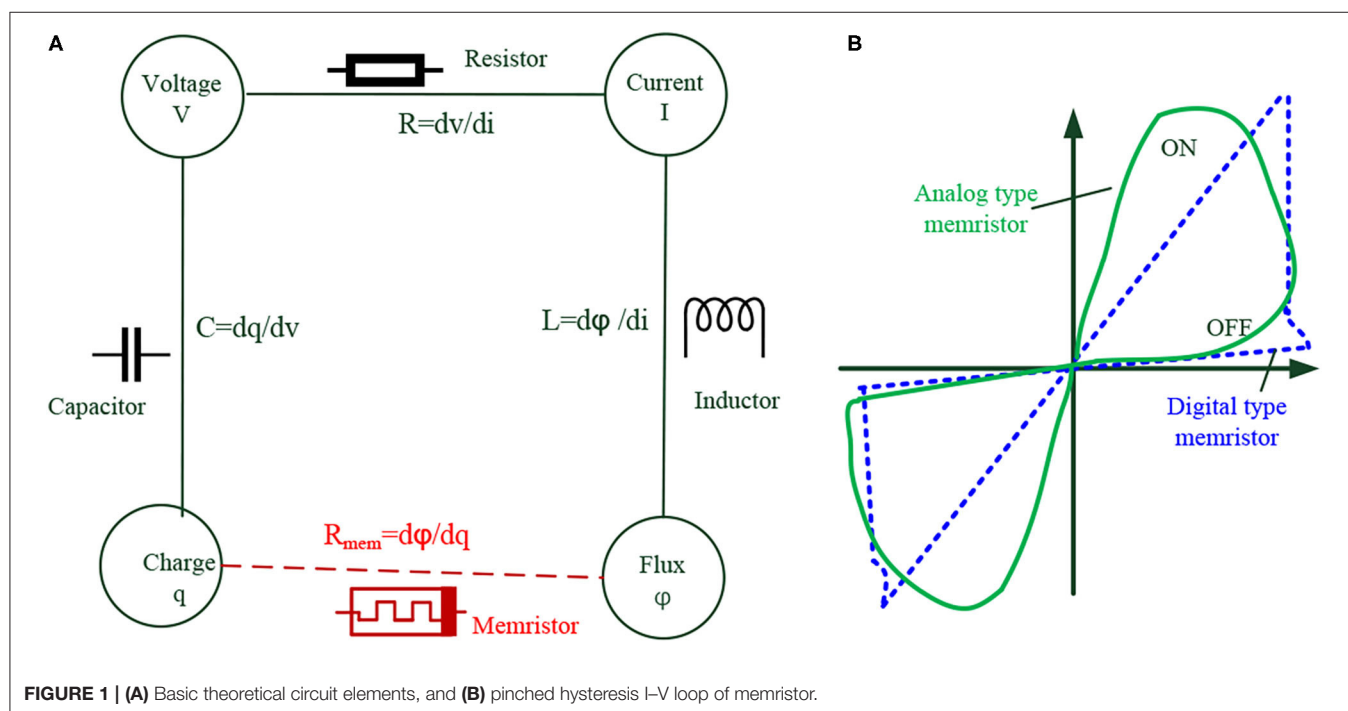 A
Voltage
V
Resistor
R=dv/di
Current
I
C=dq/dv
Capacitor
L=dφ /di
Inductor
Charge
q
Rmem=dφ/dq
Memristor
Flux
φ
B
ON
Analog type
memristor
OFF
Digital type
memristor
FIGURE 1 | (A) Basic theoretical circuit elements, and (B) pinched hysteresis I–V loop of memristor.